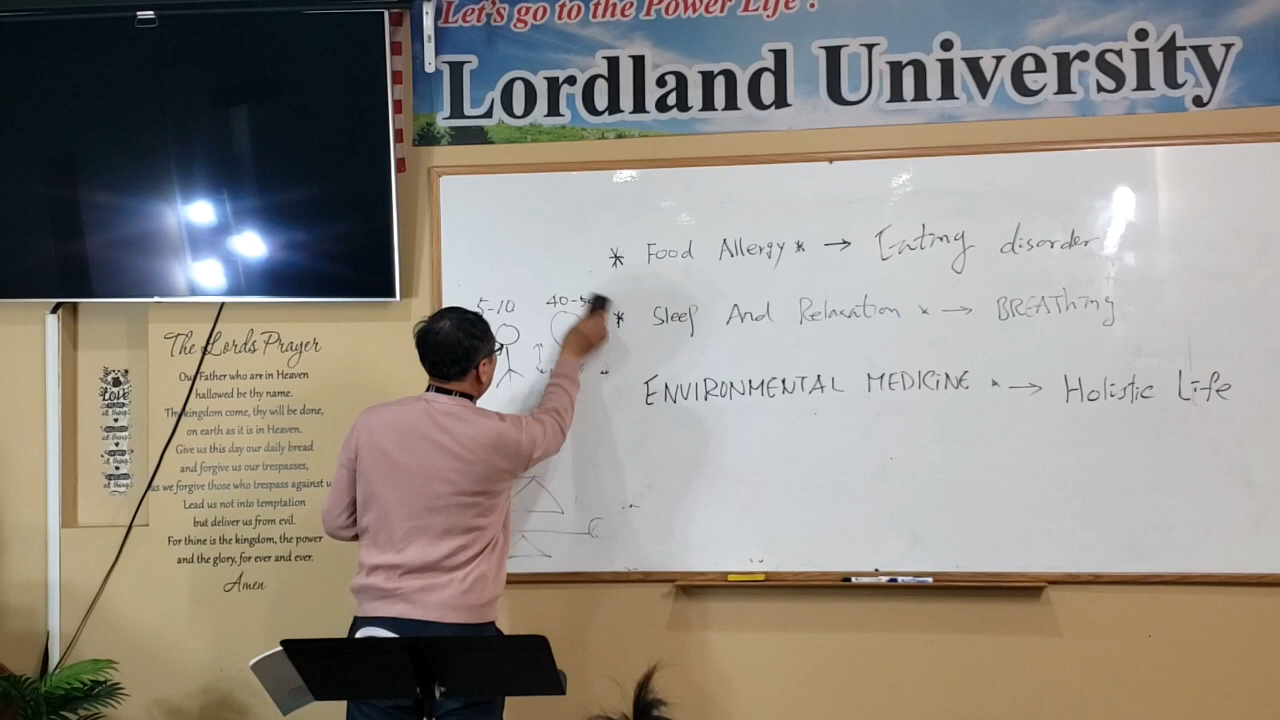 Let's go to the Power Life !
Lordland University
* Food Allergy * → Eating disorder
5-10 40-5
* Sleep And Relaxation * → BREATHING
ENVIRONMENTAL MEDICINE * → Holistic Life
The Lords Prayer
Our Father who are in Heaven
hallowed be thy name.
Thy kingdom come, thy will be done,
on earth as it is in Heaven.
Give us this day our daily bread
and forgive us our trespasses,
as we forgive those who trespass against u
Lead us not into temptation
but deliver us from evil.
For thine is the kingdom, the power
and the glory, for ever and ever.
Amen
Love
all things